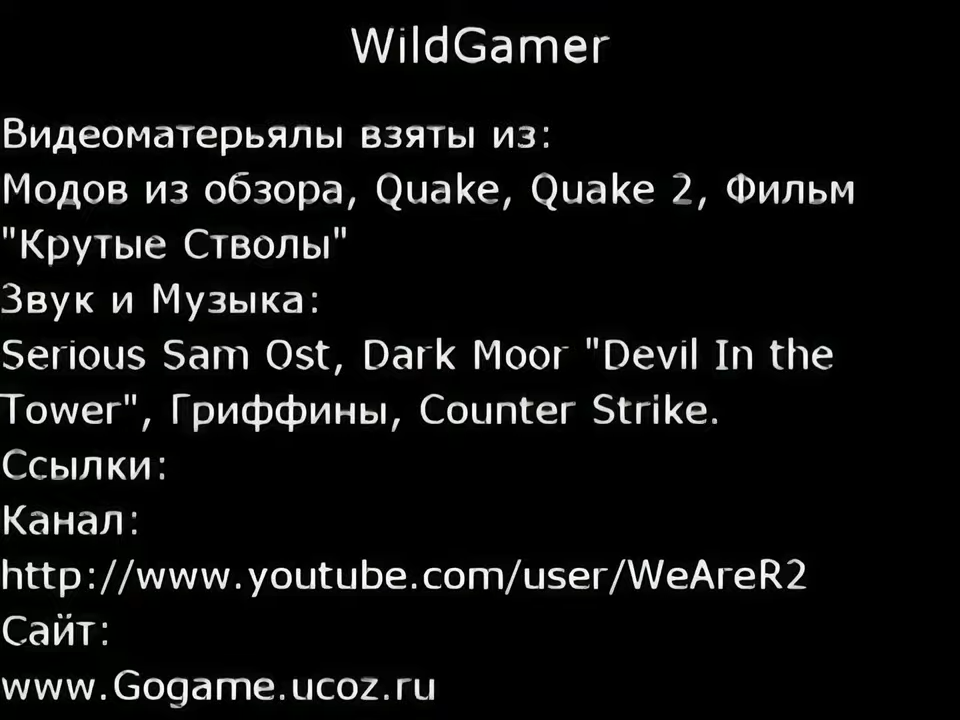 WildGamer
Видеоматерьялы взяты из:
Модов из обзора, Quake, Quake 2, Фильм
"Крутые Стволы"
Звук и Музыка:
Serious Sam Ost, Dark Moor "Devil In the
Tower", Гриффины, Counter Strike.
Ссылки:
Канал:
http://www.youtube.com/user/WeAreR2
Сайт:
www.Gogame.ucoz.ru